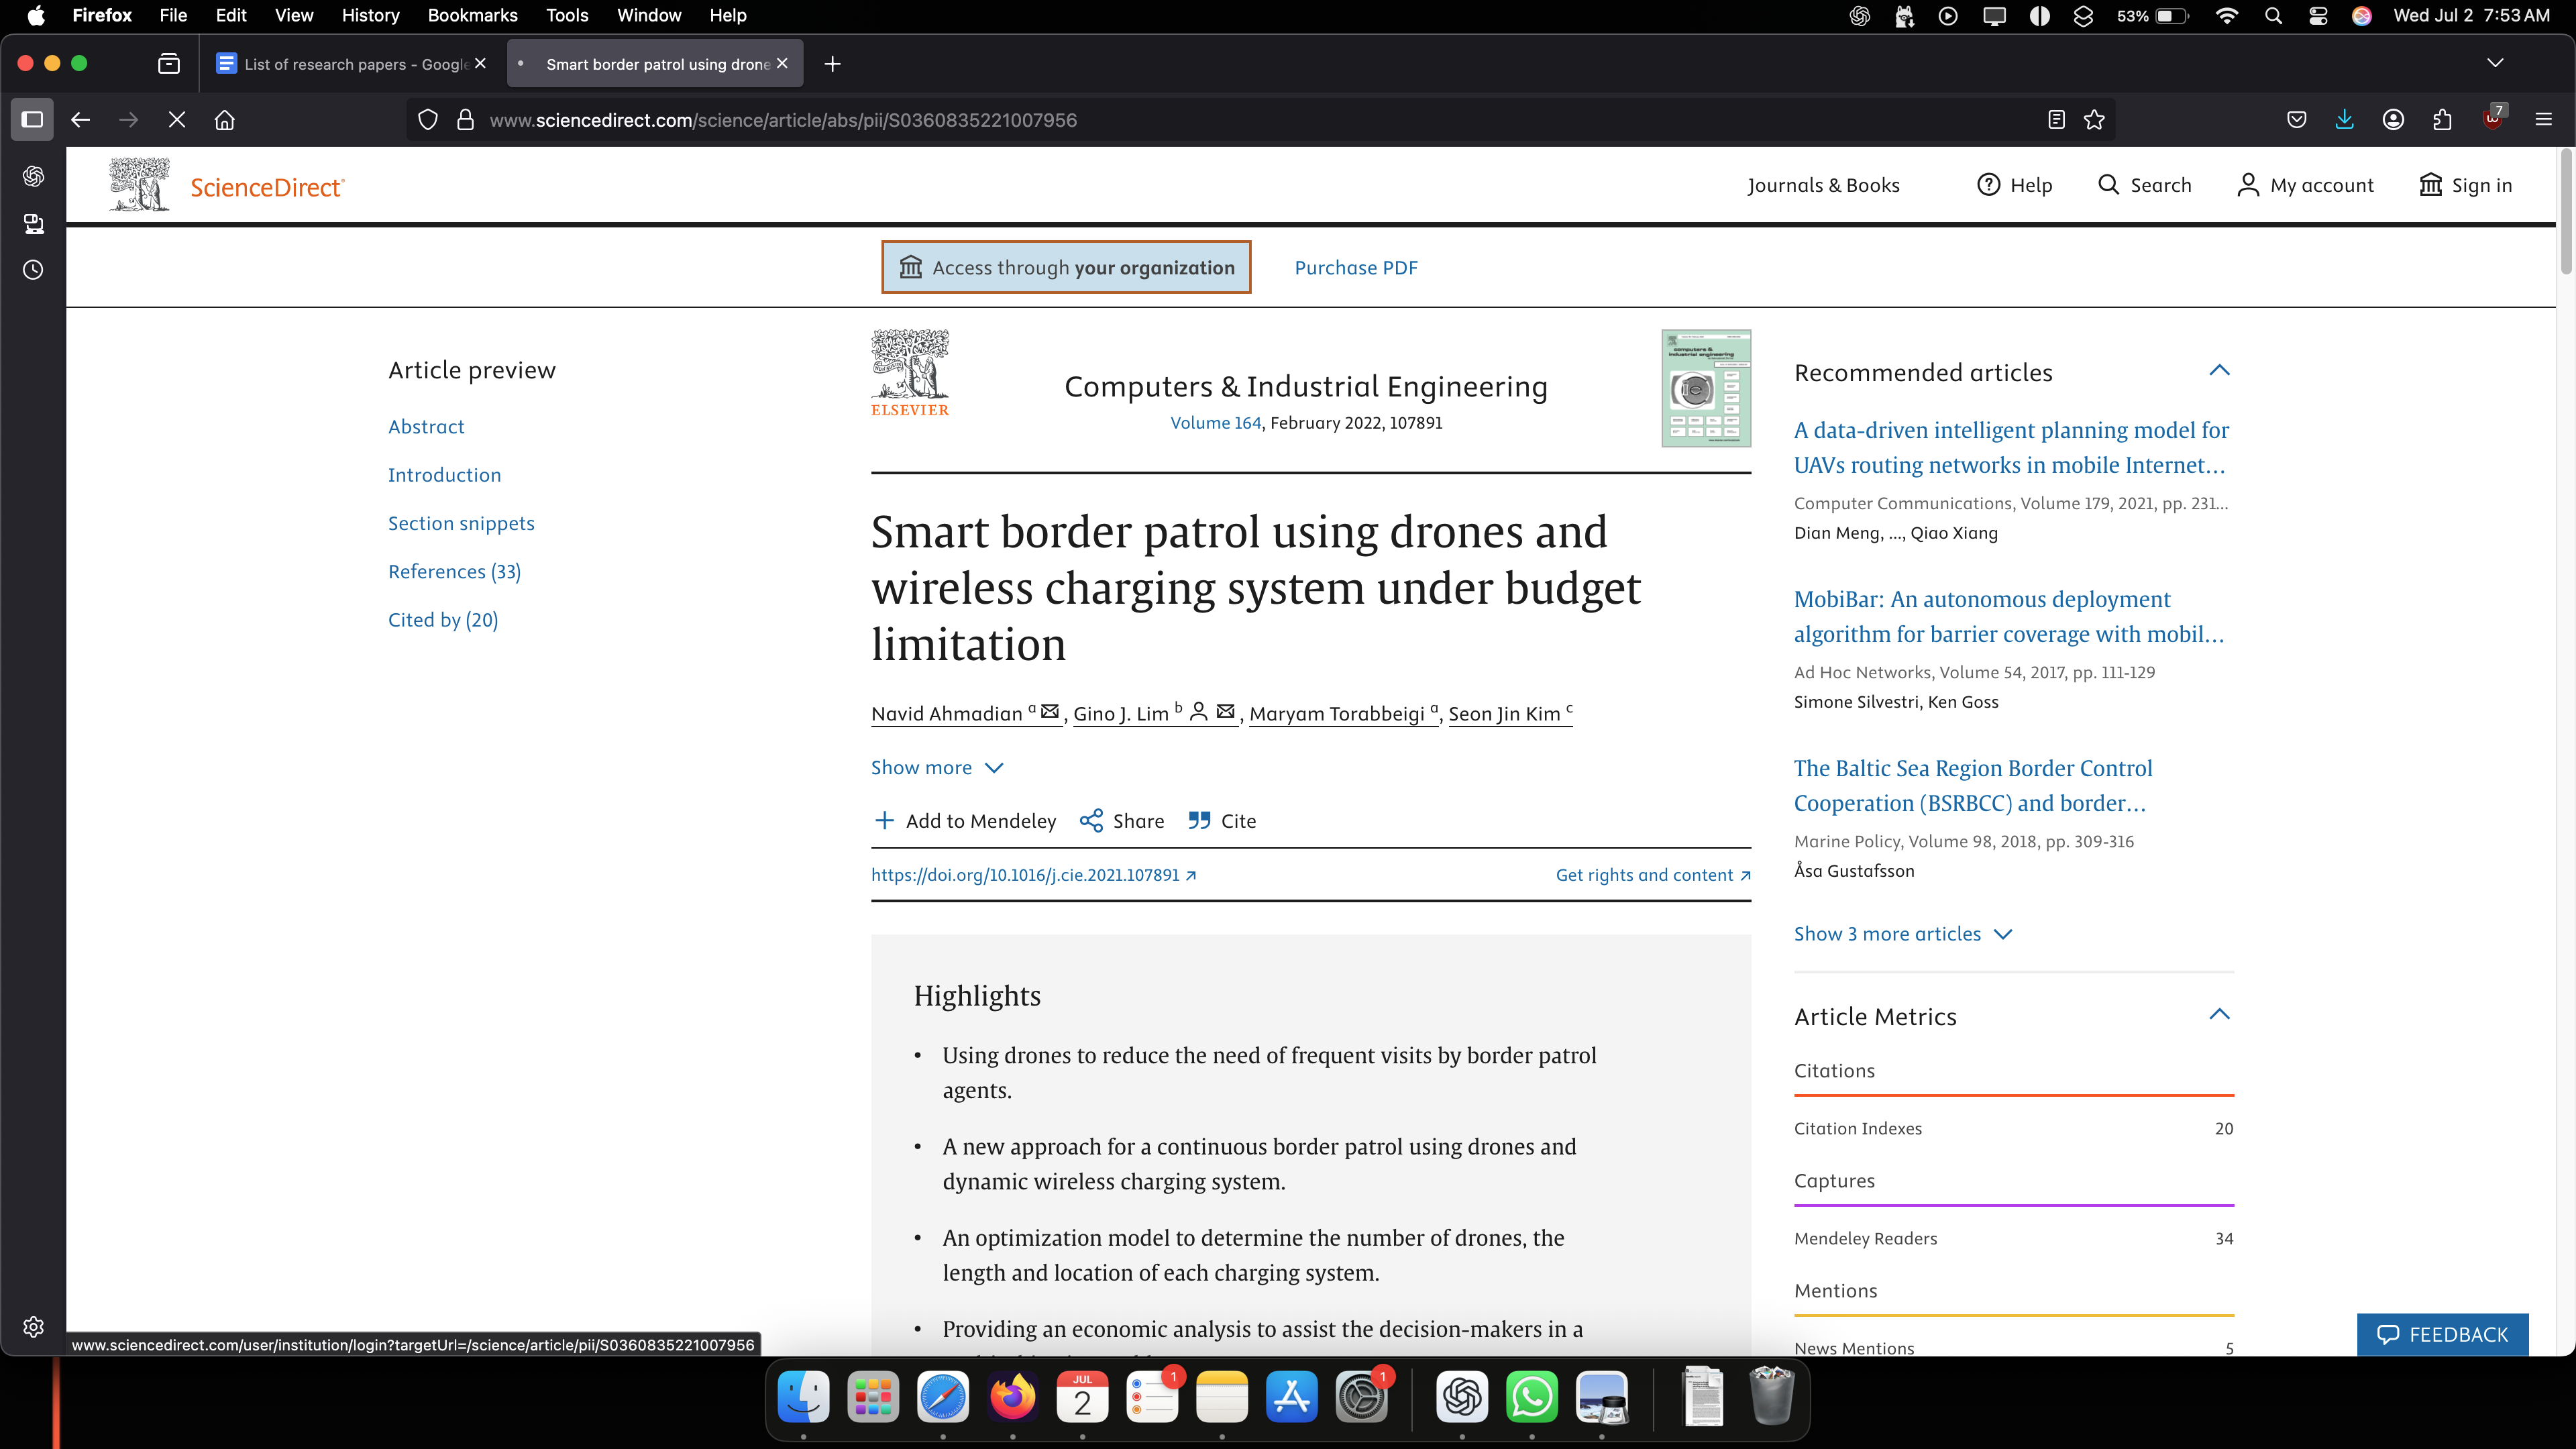 Firefox File Edit View History Bookmarks Tools Window Help 53% Wed Jul 2 7:53 AM
List of research papers - Google
Smart border patrol using drone
www.sciencedirect.com/science/article/abs/pii/S0360835221007956
7
ScienceDirect
Journals & Books Help Search My account Sign in
Access through your organization Purchase PDF
Article preview
Abstract
Introduction
Section snippets
References (33)
Cited by (20)
ELSEVIER
Computers & Industrial Engineering
Volume 164, February 2022, 107891
computers &
industrial engineering
Smart border patrol using drones and
wireless charging system under budget
limitation
Navid Ahmadian a, Gino J. Lim b, Maryam Torabbeigi a, Seon Jin Kim c
Show more
Add to Mendeley Share Cite
https://doi.org/10.1016/j.cie.2021.107891 Get rights and content
Highlights
• Using drones to reduce the need of frequent visits by border patrol
agents.
• A new approach for a continuous border patrol using drones and
dynamic wireless charging system.
• An optimization model to determine the number of drones, the
length and location of each charging system.
• Providing an economic analysis to assist the decision-makers in a
Recommended articles
A data-driven intelligent planning model for
UAVs routing networks in mobile Internet…
Computer Communications, Volume 179, 2021, pp. 231…
Dian Meng, …, Qiao Xiang
MobiBar: An autonomous deployment
algorithm for barrier coverage with mobil…
Ad Hoc Networks, Volume 54, 2017, pp. 111-129
Simone Silvestri, Ken Goss
The Baltic Sea Region Border Control
Cooperation (BSRBCC) and border…
Marine Policy, Volume 98, 2018, pp. 309-316
Åsa Gustafsson
Show 3 more articles
Article Metrics
Citations
Citation Indexes 20
Captures
Mendeley Readers 34
Mentions
News Mentions 5
FEEDBACK
www.sciencedirect.com/user/institution/login?targetUrl=/science/article/pii/S0360835221007956
JUL
2
1
1